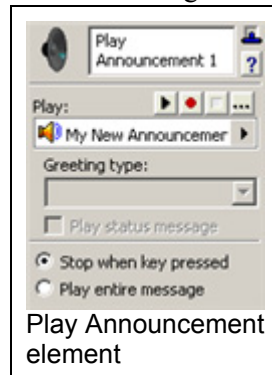 Play
Announcement 1
?
Play:
...
My New Announcemer
Greeting type:
Play status message
Stop when key pressed
Play entire message
Play Announcement
element